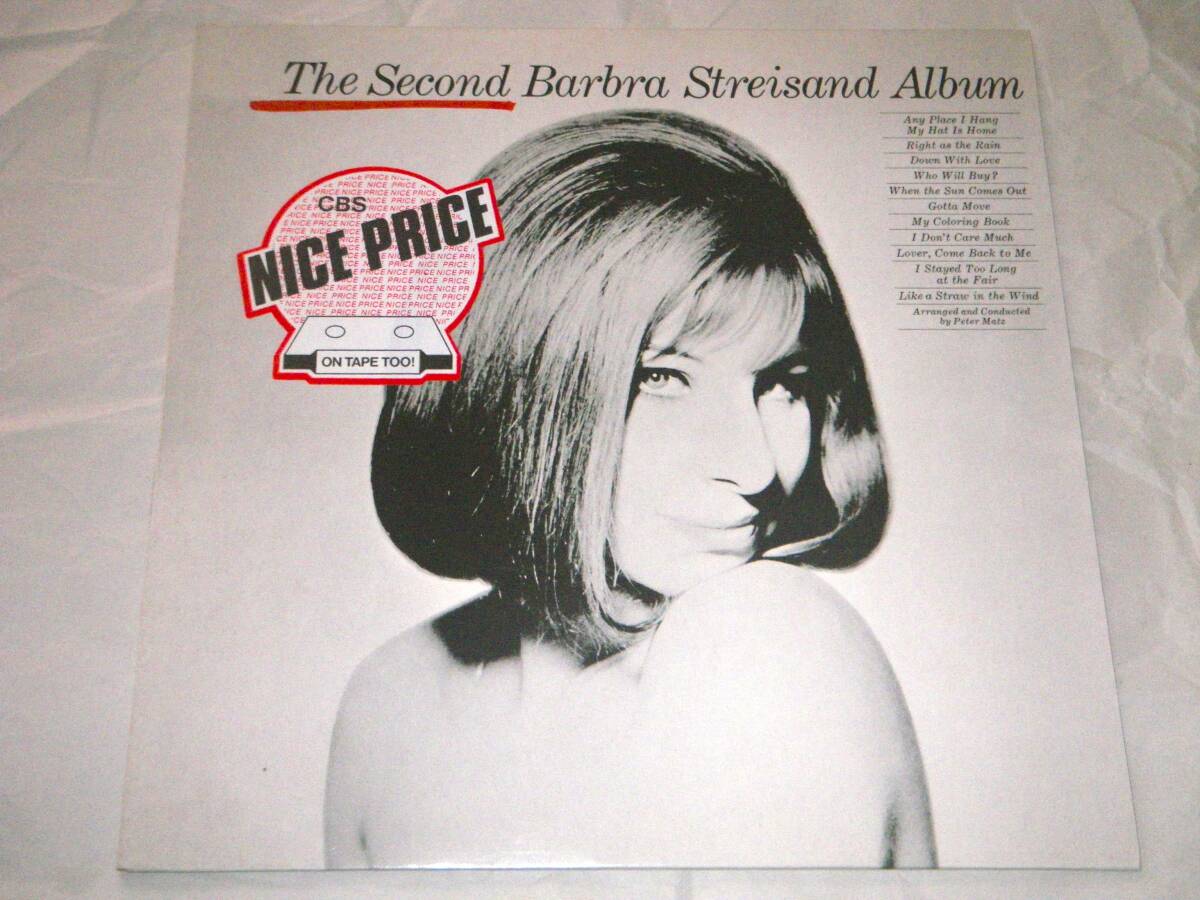 The Second Barbra Streisand Album
Any Place I Hang
My Hat Is Home
Right as the Rain
Down With Love
Who Will Buy?
When the Sun Comes Out
Gotta Move
My Coloring Book
I Don't Care Much
Lover, Come Back to Me
I Stayed Too Long
at the Fair
Like a Straw in the Wind
Arranged and Conducted
by Peter Matz
CBS
NICE PRICE
ON TAPE TOO!